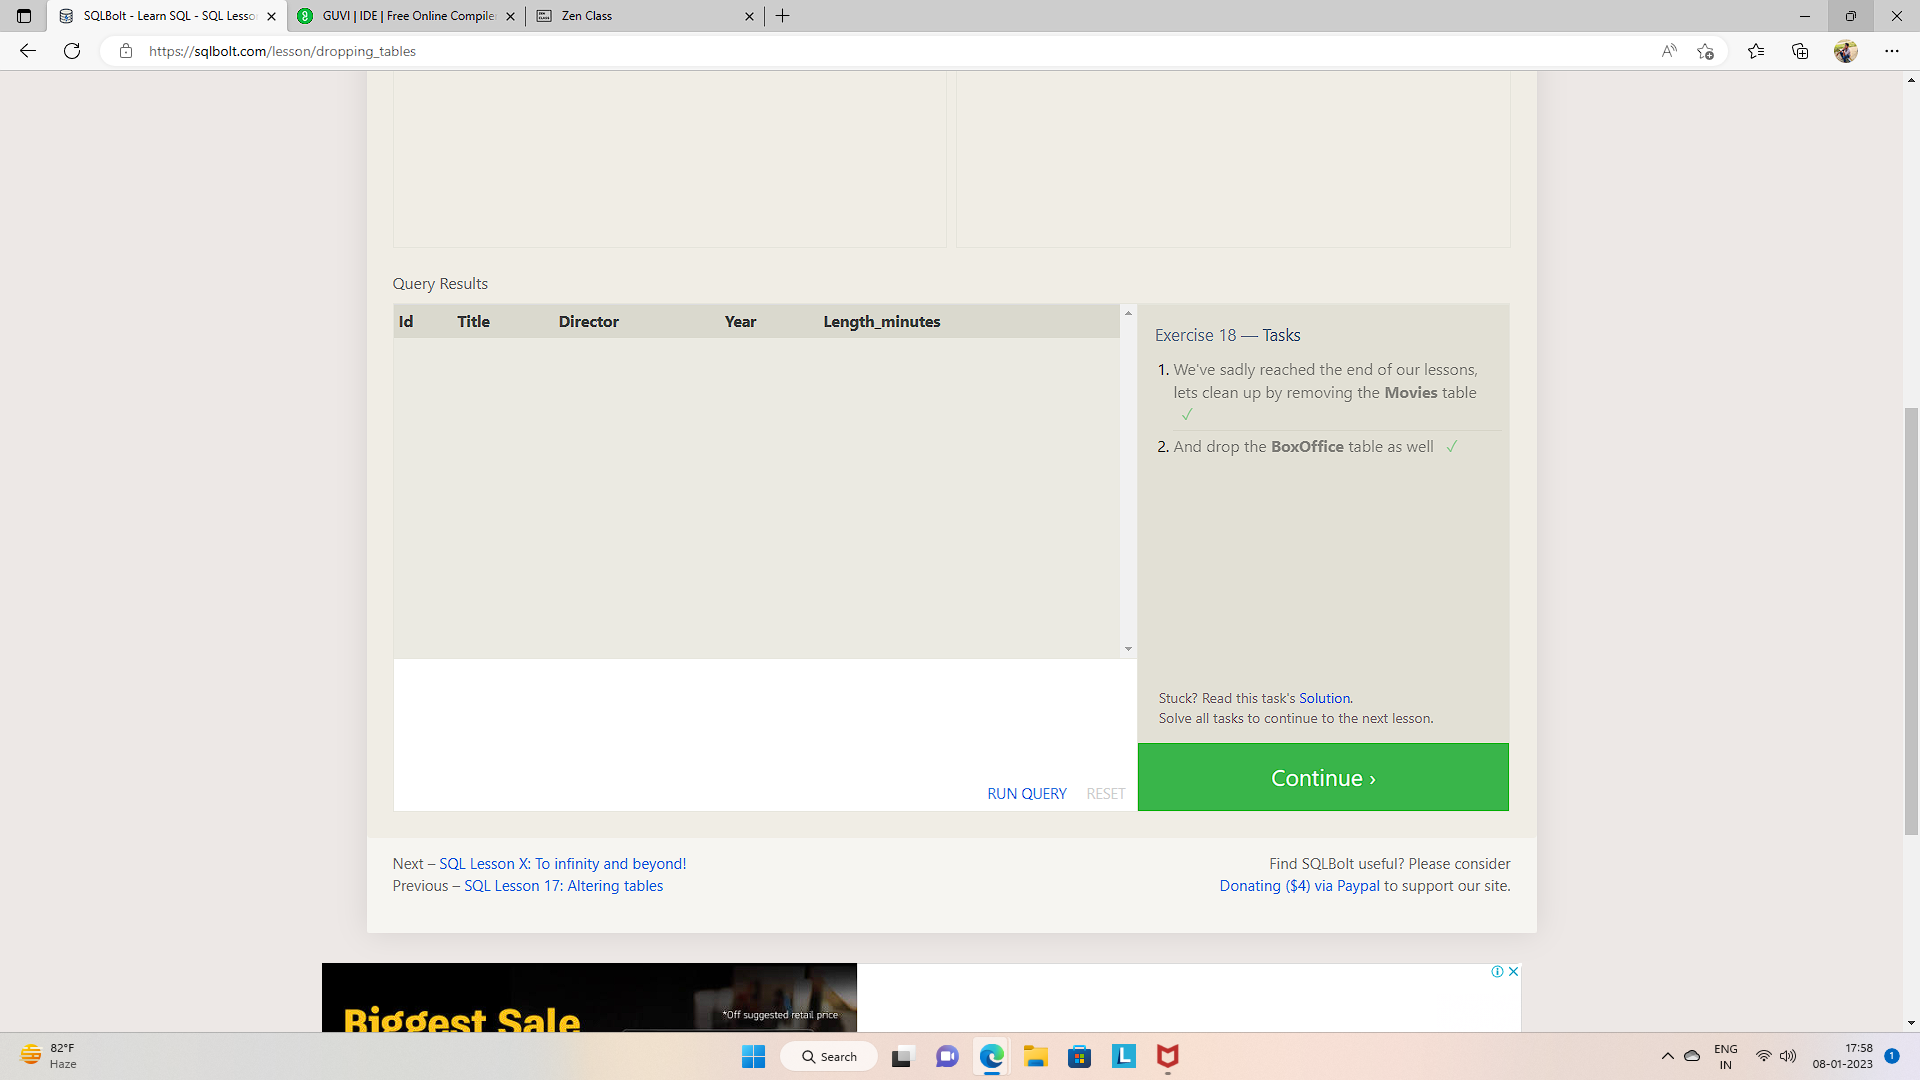 SQLBolt - Learn SQL - SQL Lesso
GUVI | IDE | Free Online Compile
Zen Class
https://sqlbolt.com/lesson/dropping_tables
Query Results
Id Title Director Year Length_minutes
Exercise 18 — Tasks
1. We've sadly reached the end of our lessons,
lets clean up by removing the Movies table
✓
2. And drop the BoxOffice table as well ✓
Stuck? Read this task's Solution.
Solve all tasks to continue to the next lesson.
RUN QUERY RESET
Continue ›
Next – SQL Lesson X: To infinity and beyond!
Previous – SQL Lesson 17: Altering tables
Find SQLBolt useful? Please consider
Donating ($4) via Paypal to support our site.
Biggest Sale
*Off suggested retail price
82°F
Haze
Search
ENG
IN
17:58
08-01-2023
1